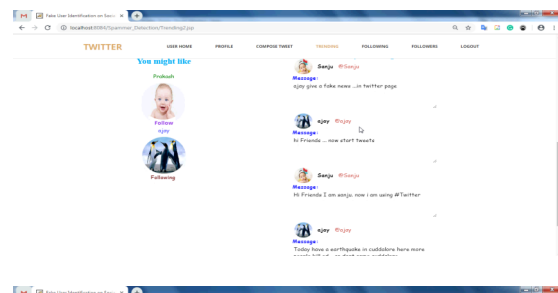 Fake User Identification on Socia
localhost:8084/Spammer_Detection/Trending2.jsp
TWITTER
USER HOME PROFILE COMPOSE TWEET TRENDING FOLLOWING FOLLOWERS LOGOUT
You might like
Prakash
Follow
ajay
Following
Sanju @Sanju
Message:
ajay give a fake news ...in twitter page
ajay @ajay
Message:
hi Friends ... now start tweets
Sanju @Sanju
Message:
Hi Friends I am sanju, now i am using #Twitter
ajay @ajay
Message:
Today have a earthquake in cuddalore here more
Fake User Identification on Socia